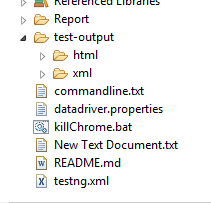 Referenced Libraries
Report
test-output
html
xml
commandline.txt
datadriver.properties
killChrome.bat
New Text Document.txt
README.md
testng.xml